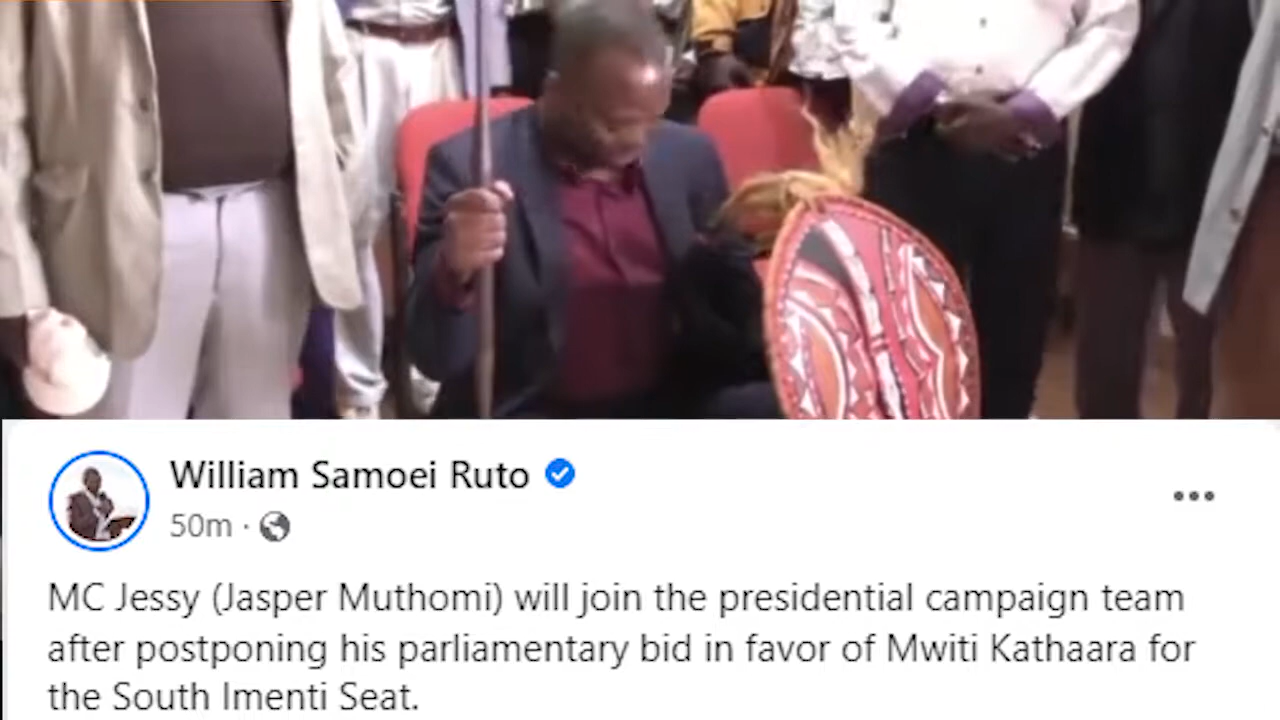 William Samoei Ruto
50m ·
MC Jessy (Jasper Muthomi) will join the presidential campaign team
after postponing his parliamentary bid in favor of Mwiti Kathaara for
the South Imenti Seat.